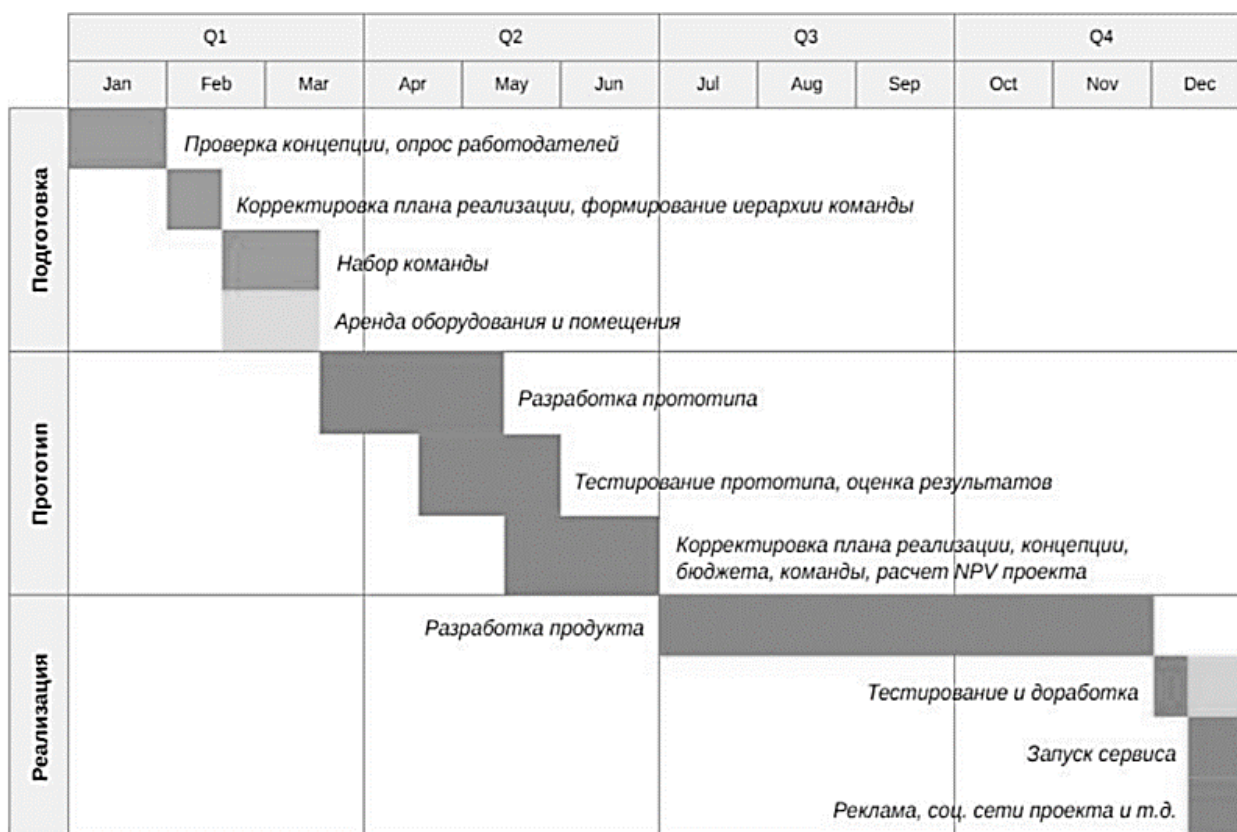 Q1 Q2 Q3 Q4
Jan Feb Mar Apr May Jun Jul Aug Sep Oct Nov Dec
Подготовка
Проверка концепции, опрос работодателей
Корректировка плана реализации, формирование иерархии команды
Набор команды
Аренда оборудования и помещения
Прототип
Разработка прототипа
Тестирование прототипа, оценка результатов
Корректировка плана реализации, концепции,
бюджета, команды, расчет NPV проекта
Реализация
Разработка продукта
Тестирование и доработка
Запуск сервиса
Реклама, соц. сети проекта и т.д.